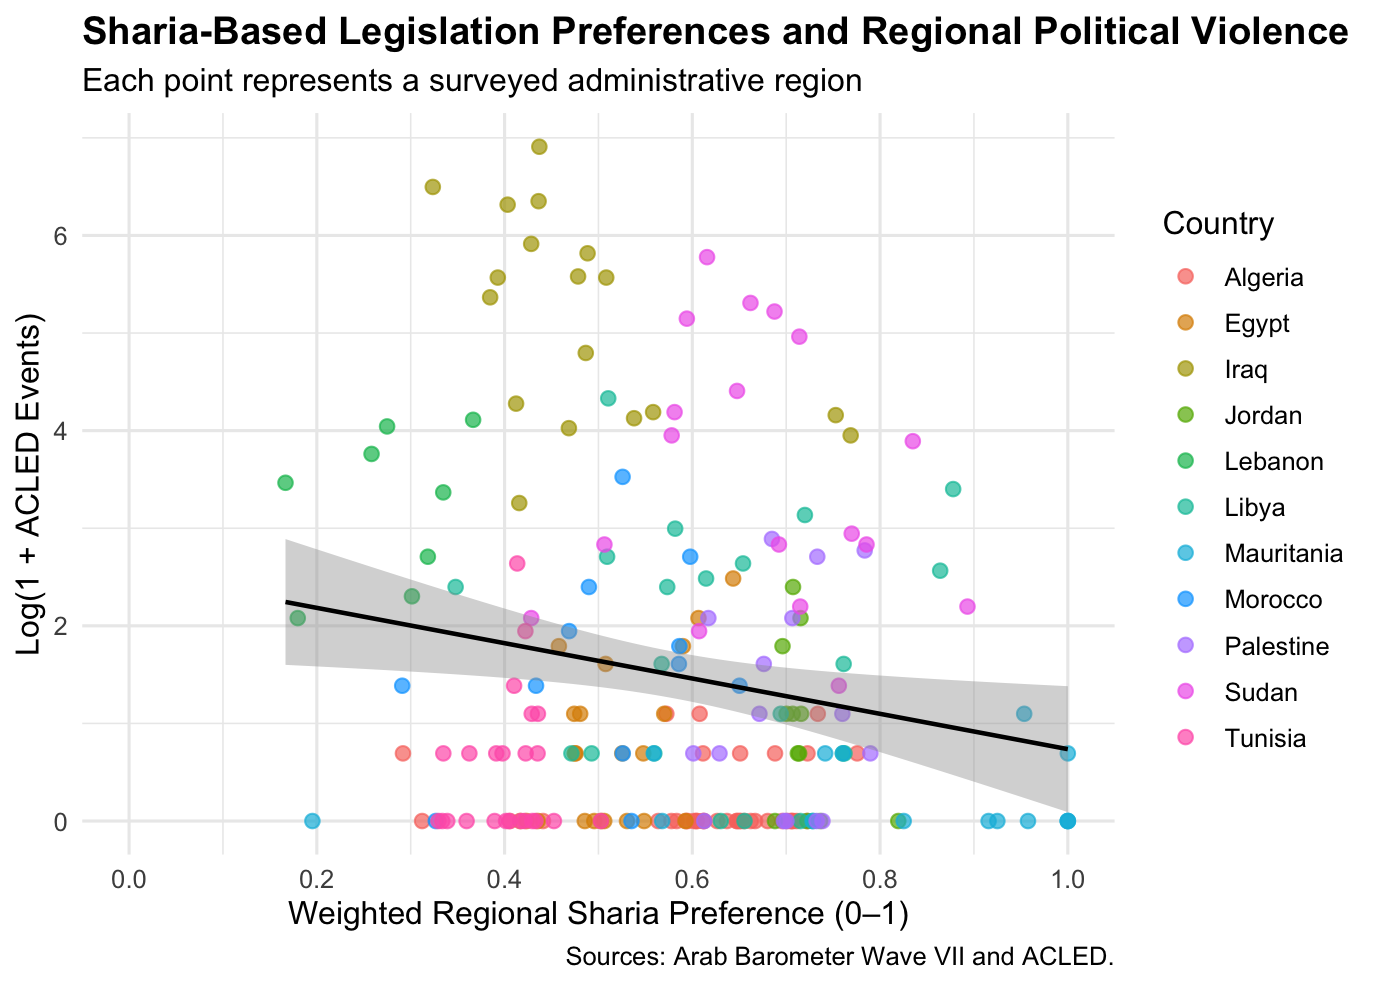 Sharia-Based Legislation Preferences and Regional Political Violence
Each point represents a surveyed administrative region
Log(1 + ACLED Events)
6
4
2
0
0.0 0.2 0.4 0.6 0.8 1.0
Weighted Regional Sharia Preference (0–1)
Country
Algeria
Egypt
Iraq
Jordan
Lebanon
Libya
Mauritania
Morocco
Palestine
Sudan
Tunisia
Sources: Arab Barometer Wave VII and ACLED.